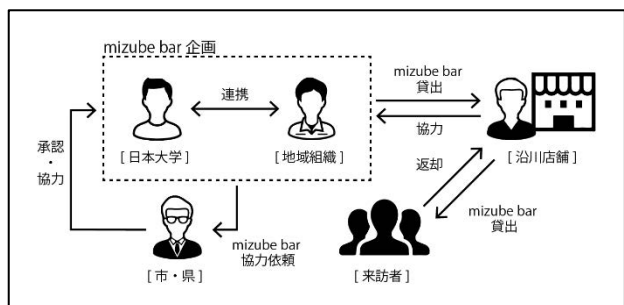 mizube bar 企画
連携
[ 日本大学 ]
[ 地域組織 ]
mizube bar
貸出
協力
[ 沿川店舗 ]
承認
・
協力
返却
mizube bar
貸出
mizube bar
協力依頼
[ 市・県 ]
[ 来訪者 ]